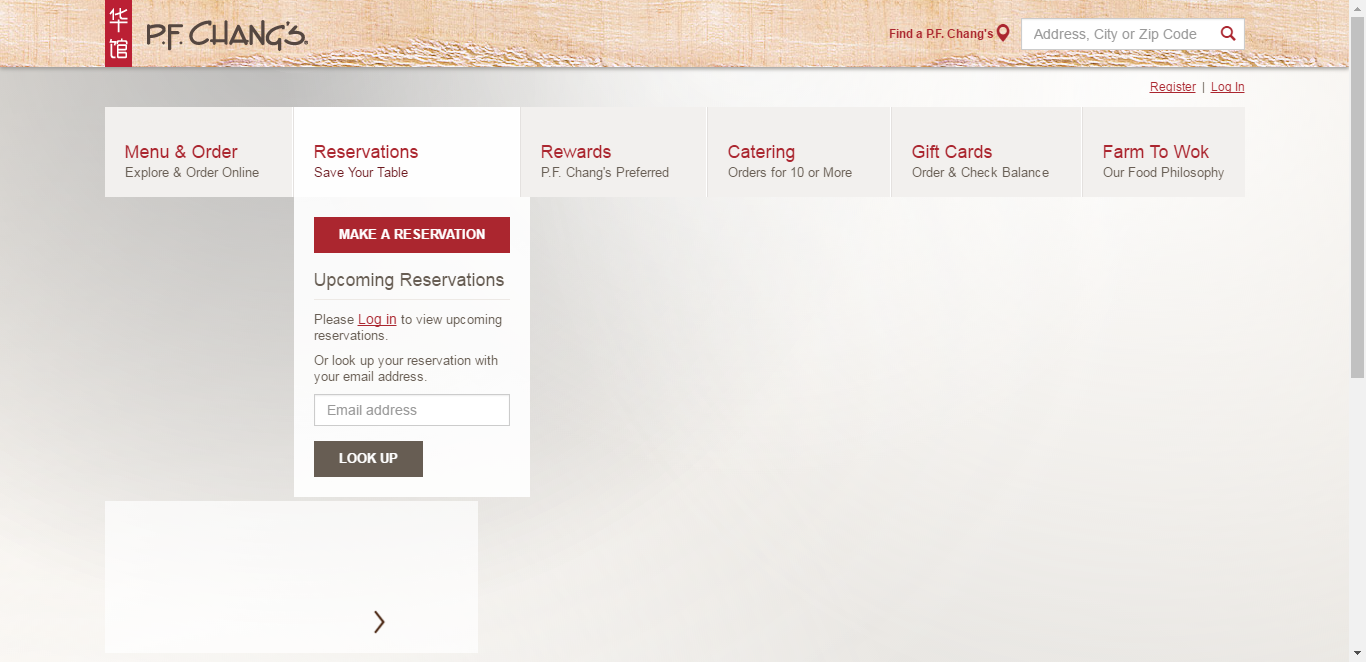 华
馆
P.F. CHANG'S.
Find a P.F. Chang's
Address, City or Zip Code
Register | Log In
Menu & Order
Explore & Order Online
Reservations
Save Your Table
Rewards
P.F. Chang's Preferred
Catering
Orders for 10 or More
Gift Cards
Order & Check Balance
Farm To Wok
Our Food Philosophy
MAKE A RESERVATION
Upcoming Reservations
Please Log in to view upcoming
reservations.
Or look up your reservation with
your email address.
Email address
LOOK UP